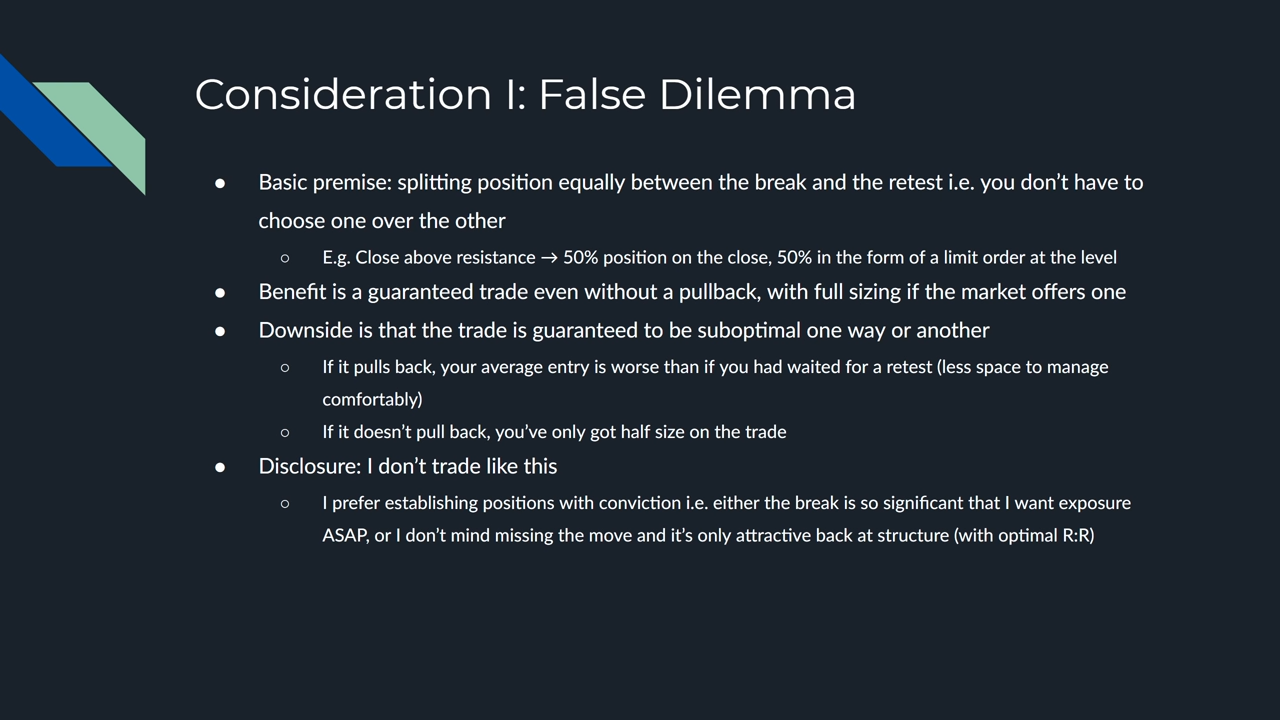 Consideration I: False Dilemma
● Basic premise: splitting position equally between the break and the retest i.e. you don’t have to
choose one over the other
○ E.g. Close above resistance → 50% position on the close, 50% in the form of a limit order at the level
● Benefit is a guaranteed trade even without a pullback, with full sizing if the market offers one
● Downside is that the trade is guaranteed to be suboptimal one way or another
○ If it pulls back, your average entry is worse than if you had waited for a retest (less space to manage
comfortably)
○ If it doesn’t pull back, you’ve only got half size on the trade
● Disclosure: I don’t trade like this
○ I prefer establishing positions with conviction i.e. either the break is so significant that I want exposure
ASAP, or I don’t mind missing the move and it’s only attractive back at structure (with optimal R:R)